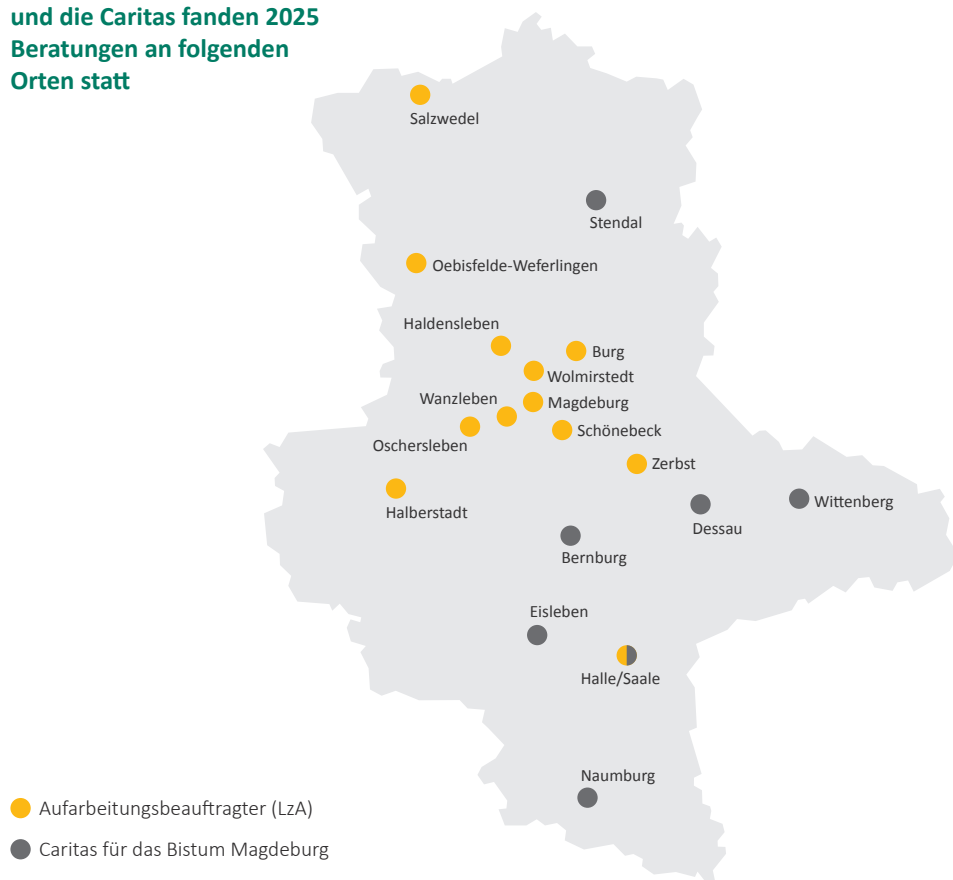 und die Caritas fanden 2025
Beratungen an folgenden
Orten statt
Salzwedel
Stendal
Oebisfelde-Weferlingen
Haldensleben
Burg
Wolmirstedt
Wanzleben
Magdeburg
Schönebeck
Oschersleben
Zerbst
Halberstadt
Wittenberg
Dessau
Bernburg
Eisleben
Halle/Saale
Naumburg
Aufarbeitungsbeauftragter (LzA)
Caritas für das Bistum Magdeburg